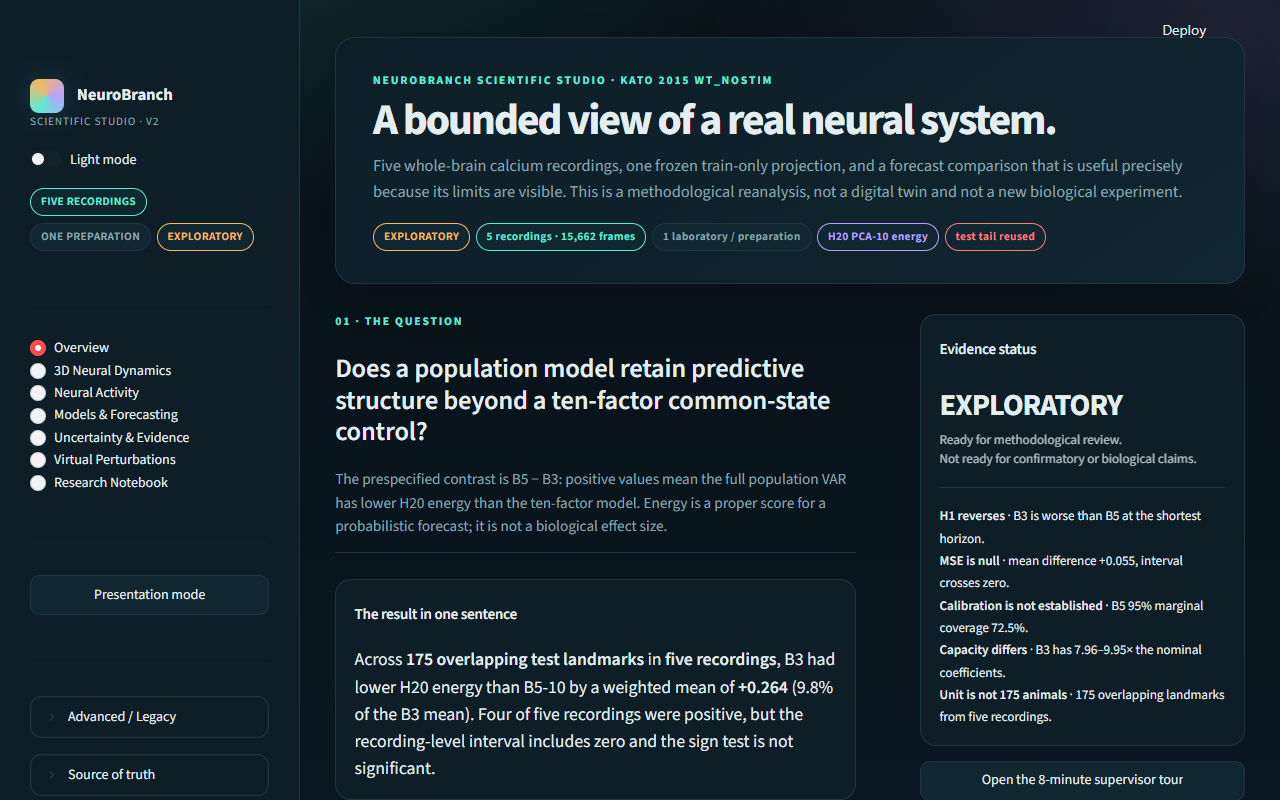 Deploy
NeuroBranch
SCIENTIFIC STUDIO · V2
Light mode
FIVE RECORDINGS
ONE PREPARATION
EXPLORATORY
Overview
3D Neural Dynamics
Neural Activity
Models & Forecasting
Uncertainty & Evidence
Virtual Perturbations
Research Notebook
Presentation mode
Advanced / Legacy
Source of truth
NEUROBRANCH SCIENTIFIC STUDIO · KATO 2015 WT_NOSTIM
A bounded view of a real neural system.
Five whole-brain calcium recordings, one frozen train-only projection, and a forecast comparison that is useful precisely
because its limits are visible. This is a methodological reanalysis, not a digital twin and not a new biological experiment.
EXPLORATORY
5 recordings · 15,662 frames
1 laboratory / preparation
H20 PCA-10 energy
test tail reused
01 · THE QUESTION
Does a population model retain predictive
structure beyond a ten-factor common-state
control?
The prespecified contrast is B5 − B3: positive values mean the full population VAR
has lower H20 energy than the ten-factor model. Energy is a proper score for a
probabilistic forecast; it is not a biological effect size.
The result in one sentence
Across 175 overlapping test landmarks in five recordings, B3 had
lower H20 energy than B5-10 by a weighted mean of +0.264 (9.8%
of the B3 mean). Four of five recordings were positive, but the
recording-level interval includes zero and the sign test is not
significant.
Evidence status
EXPLORATORY
Ready for methodological review.
Not ready for confirmatory or biological claims.
H1 reverses · B3 is worse than B5 at the shortest
horizon.
MSE is null · mean difference +0.055, interval
crosses zero.
Calibration is not established · B5 95% marginal
coverage 72.5%.
Capacity differs · B3 has 7.96–9.95× the nominal
coefficients.
Unit is not 175 animals · 175 overlapping landmarks
from five recordings.
Open the 8-minute supervisor tour